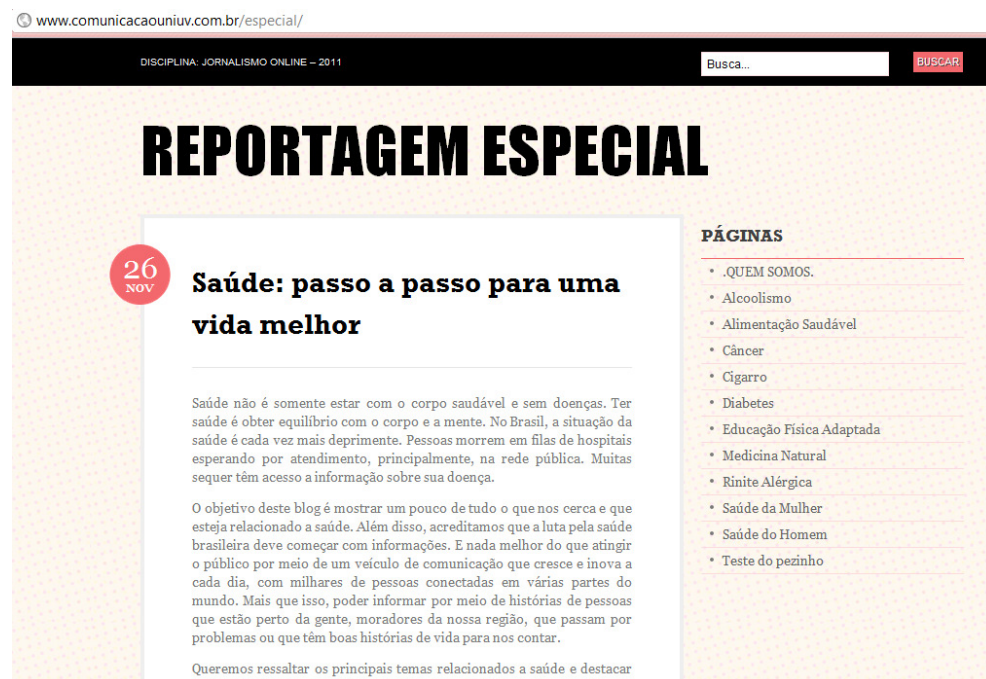 www.comunicacaouniuv.com.br/especial/
DISCIPLINA: JORNALISMO ONLINE – 2011
Busca...
BUSCAR
REPORTAGEM ESPECIAL
26
NOV
Saúde: passo a passo para uma
vida melhor
Saúde não é somente estar com o corpo saudável e sem doenças. Ter
saúde é obter equilíbrio com o corpo e a mente. No Brasil, a situação da
saúde é cada vez mais deprimente. Pessoas morrem em filas de hospitais
esperando por atendimento, principalmente, na rede pública. Muitas
sequer têm acesso a informação sobre sua doença.
O objetivo deste blog é mostrar um pouco de tudo o que nos cerca e que
esteja relacionado a saúde. Além disso, acreditamos que a luta pela saúde
brasileira deve começar com informações. E nada melhor do que atingir
o público por meio de um veículo de comunicação que cresce e inova a
cada dia, com milhares de pessoas conectadas em várias partes do
mundo. Mais que isso, poder informar por meio de histórias de pessoas
que estão perto da gente, moradores da nossa região, que passam por
problemas ou que têm boas histórias de vida para nos contar.
Queremos ressaltar os principais temas relacionados a saúde e destacar
PÁGINAS
• .QUEM SOMOS.
• Alcoolismo
• Alimentação Saudável
• Câncer
• Cigarro
• Diabetes
• Educação Física Adaptada
• Medicina Natural
• Rinite Alérgica
• Saúde da Mulher
• Saúde do Homem
• Teste do pezinho